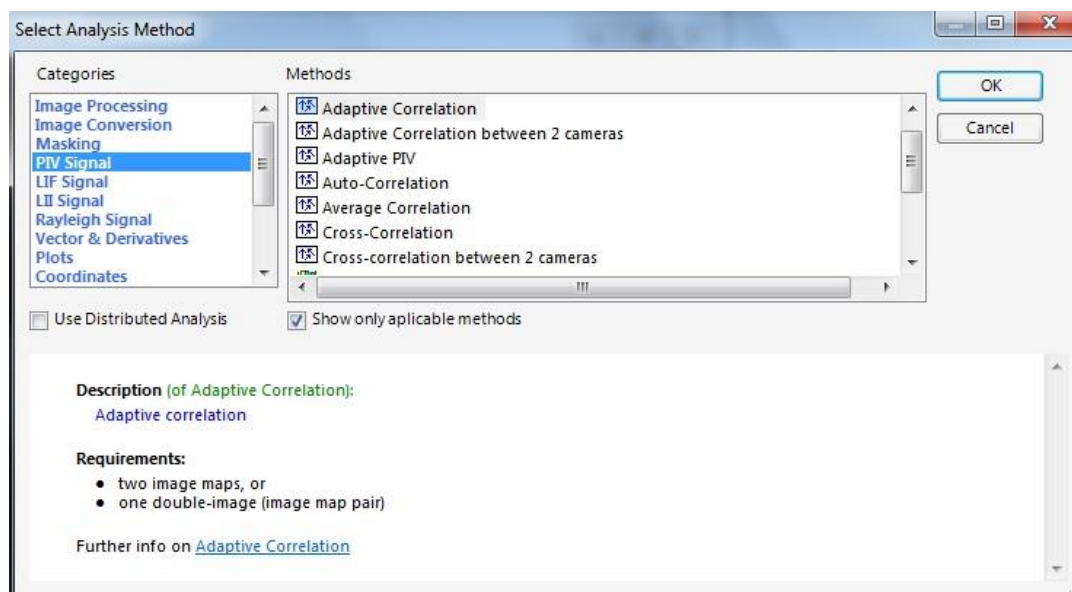 Select Analysis Method
Categories
Methods
Image Processing
Image Conversion
Masking
PIV Signal
LIF Signal
LII Signal
Rayleigh Signal
Vector & Derivatives
Plots
Coordinates
Adaptive Correlation
Adaptive Correlation between 2 cameras
Adaptive PIV
Auto-Correlation
Average Correlation
Cross-Correlation
Cross-correlation between 2 cameras
OK
Cancel
Use Distributed Analysis
Show only aplicable methods
Description (of Adaptive Correlation):
Adaptive correlation
Requirements:
• two image maps, or
• one double-image (image map pair)
Further info on Adaptive Correlation